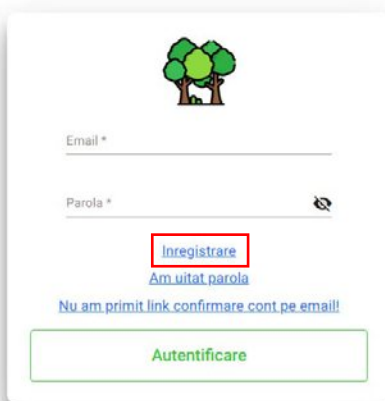 Email *
Parola *
Inregistrare
Am uitat parola
Nu am primit link confirmare cont pe email!
Autentificare